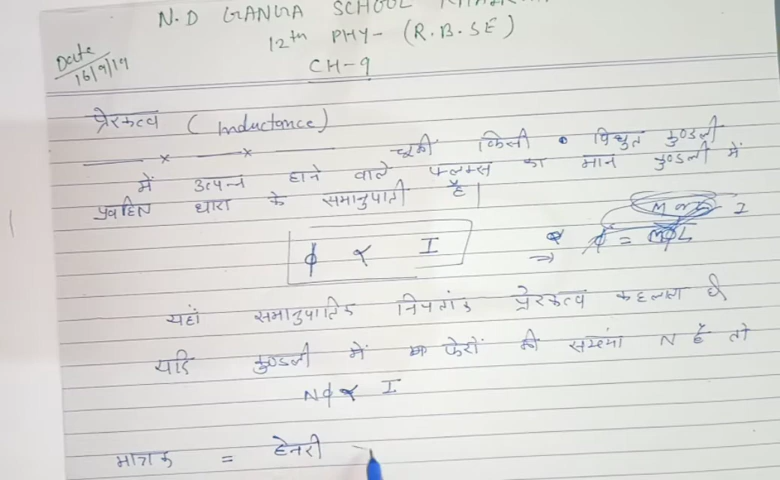 N.D GANGA SCHOOL
12th PHY- (R.B.SE)
Date
16/9/19
CH-9
प्रेरकत्व (Inductance)
चूकी किसी विधुत कुण्डली
में उत्पन्न होने वाले फ्लक्स का मान कुण्डली में
प्रवहित धारा के समानुपाती है।
ϕ ∝ I
यहां समानुपातिक नियतांक प्रेरकत्व कहलाता है
यदि कुण्डली में फेरों की संख्या N है तो
Nϕ ∝ I
मात्रक = हेनरी